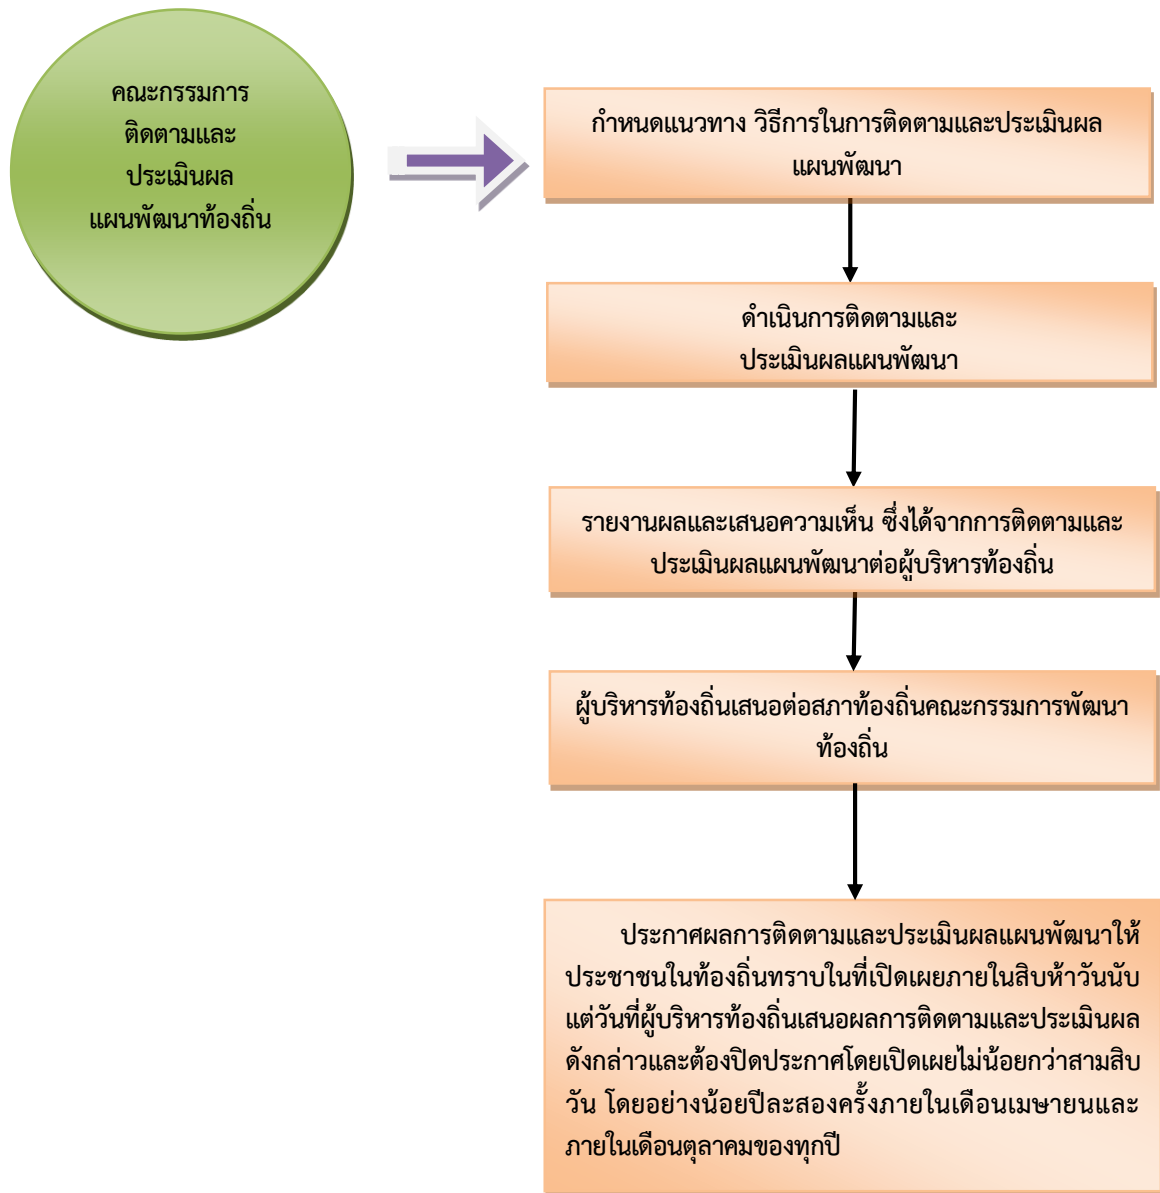 คณะกรรมการ
ติดตามและ
ประเมินผล
แผนพัฒนาท้องถิ่น
กำหนดแนวทาง วิธีการในการติดตามและประเมินผล
แผนพัฒนา
ดำเนินการติดตามและ
ประเมินผลแผนพัฒนา
รายงานผลและเสนอความเห็น ซึ่งได้จากการติดตามและ
ประเมินผลแผนพัฒนาต่อผู้บริหารท้องถิ่น
ผู้บริหารท้องถิ่นเสนอต่อสภาท้องถิ่นคณะกรรมการพัฒนา
ท้องถิ่น
ประกาศผลการติดตามและประเมินผลแผนพัฒนาให้
ประชาชนในท้องถิ่นทราบในที่เปิดเผยภายในสิบห้าวันนับ
แต่วันที่ผู้บริหารท้องถิ่นเสนอผลการติดตามและประเมินผล
ดังกล่าวและต้องปิดประกาศโดยเปิดเผยไม่น้อยกว่าสามสิบ
วัน โดยอย่างน้อยปีละสองครั้งภายในเดือนเมษายนและ
ภายในเดือนตุลาคมของทุกปี